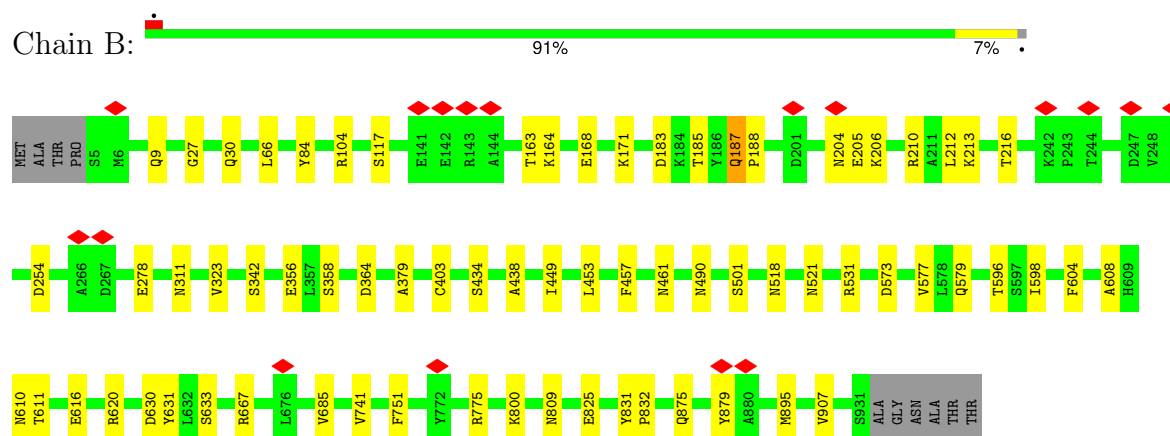 Chain B:
91% 7%
MET ALA THR PRO S5 M6 Q9 G27 Q30 L66 Y84 R104 S117 E141 E142 R143 A144 T163 K164 E168 K171 D183 K184 T185 Y186 Q187 P188 D201 N204 E205 K206 R210 A211 L212 K213 T216 K242 P243 T244 D247 V248
D254 A266 D267 E278 N311 V323 S342 E356 L357 S358 D364 A379 C403 S434 A438 I449 L453 F457 N461 N490 S501 N518 N521 R531 D573 V577 L578 Q579 T596 S597 I598 F604 A608 H609
N610 T611 E616 R620 D630 Y631 L632 S633 R667 L676 V685 V741 F751 Y772 R775 K800 N809 E825 Y831 P832 Q875 Y879 A880 M895 V907 S931 ALA GLY ASN ALA THR THR